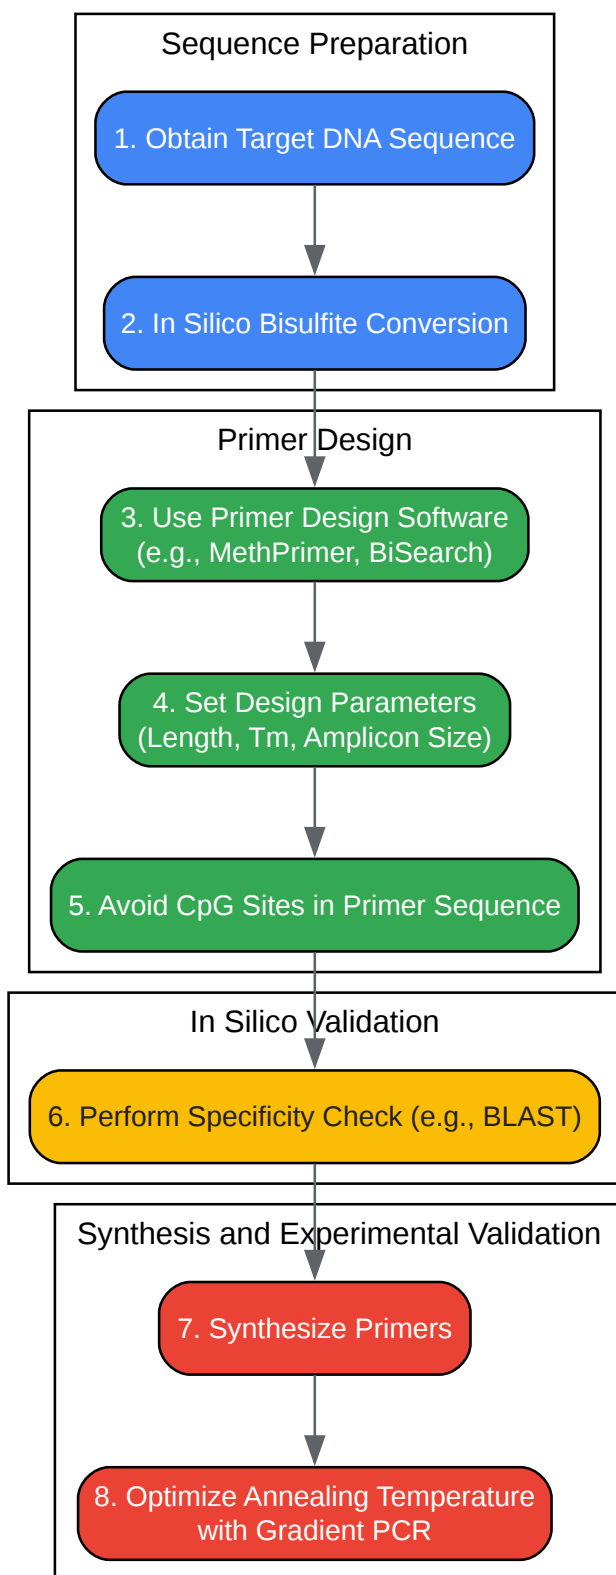 Sequence Preparation
1. Obtain Target DNA Sequence
2. In Silico Bisulfite Conversion
Primer Design
3. Use Primer Design Software
(e.g., MethPrimer, BiSearch)
4. Set Design Parameters
(Length, Tm, Amplicon Size)
5. Avoid CpG Sites in Primer Sequence
In Silico Validation
6. Perform Specificity Check (e.g., BLAST)
Synthesis and Experimental Validation
7. Synthesize Primers
8. Optimize Annealing Temperature
with Gradient PCR